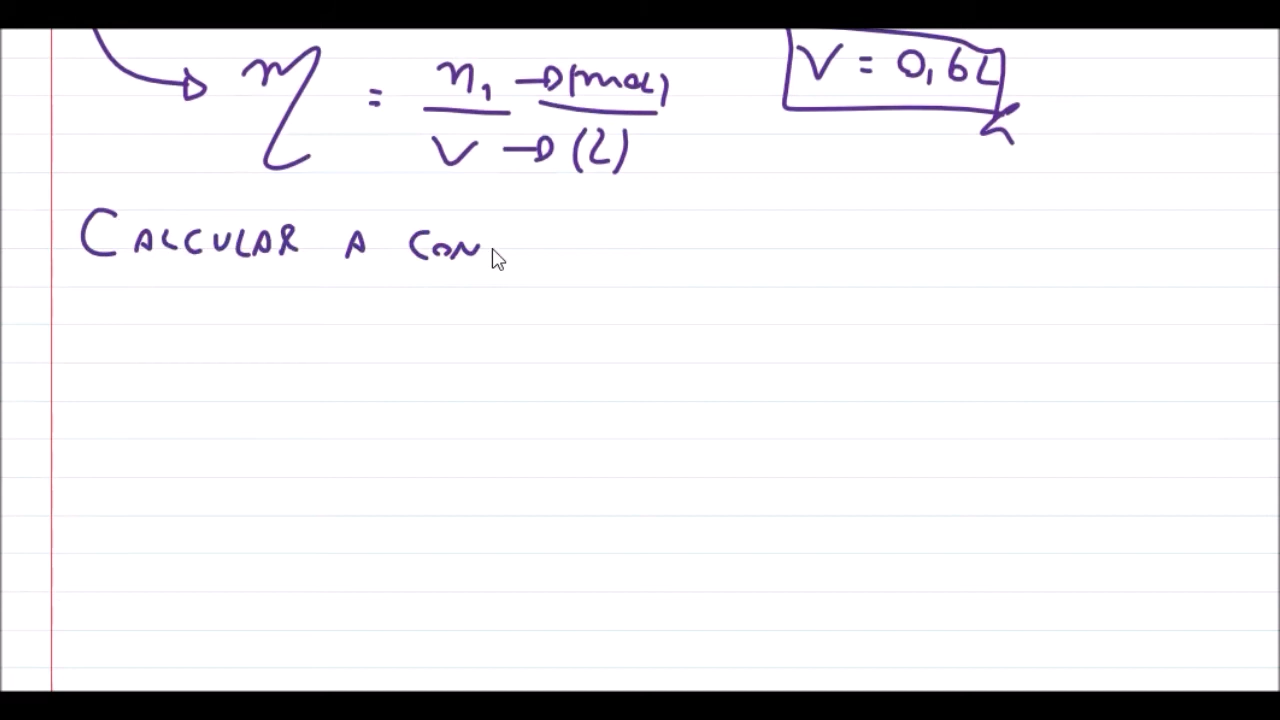 M = n₁ → (mol)
V → (L)
V = 0,6L
CALCULAR A CON